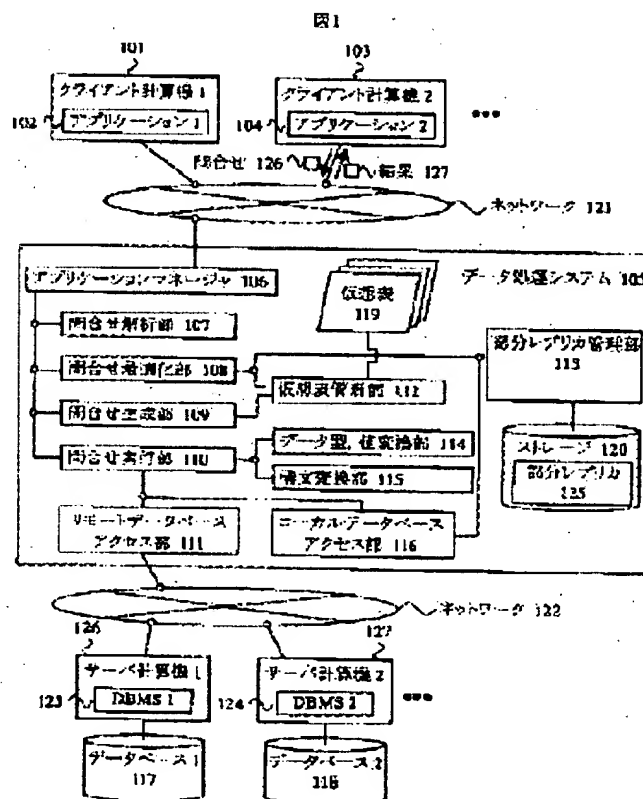 図1
101
103
クライアント計算機 1
クライアント計算機 2
•••
102
アプリケーション 1
104
アプリケーション 2
問合せ 126
結果 127
ネットワーク 121
アプリケーションマネージャ 106
データ処理システム 105
仮想表
119
問合せ解析部 107
部分レプリカ管理部
113
問合せ最適化部 108
仮想表管理部 112
問合せ生成部 109
データ型, 値変換部 114
ストレージ 120
問合せ実行部 110
構文変換部 115
部分レプリカ
125
リモートデータベース
アクセス部 111
ローカルデータベース
アクセス部 116
ネットワーク 122
126
127
サーバ計算機 1
サーバ計算機 2
•••
123
DBMS 1
124
DBMS 2
データベース 1
117
データベース 2
118